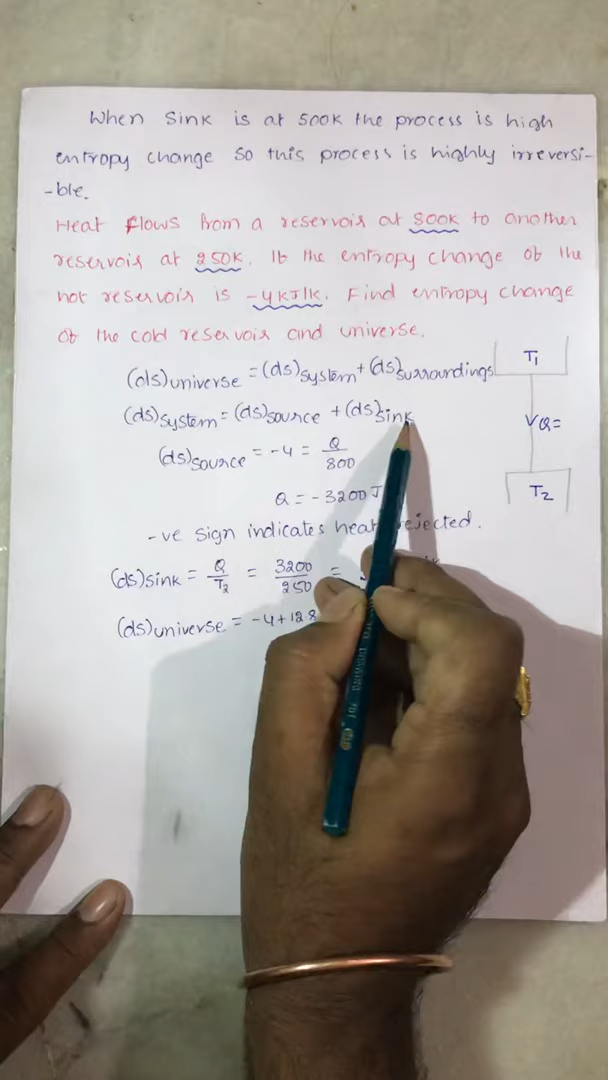 When Sink is at 500K the process is high
entropy change So this process is highly irreversi-
-ble.
Heat flows from a reservoir at 800K to another
reservoir at 250K. If the entropy change of the
hot reservoir is -4KJ/K. Find entropy change
of the cold reservoir and universe.
(ds)universe = (ds)system + (ds)surroundings
(ds)system = (ds)source + (ds)sink
(ds)source = -4 = Q/800
Q = -3200 J
-ve sign indicates heat rejected.
(ds)sink = Q/T2 = 3200/250 =
(ds)universe = -4+12.8
T1
Q=
T2